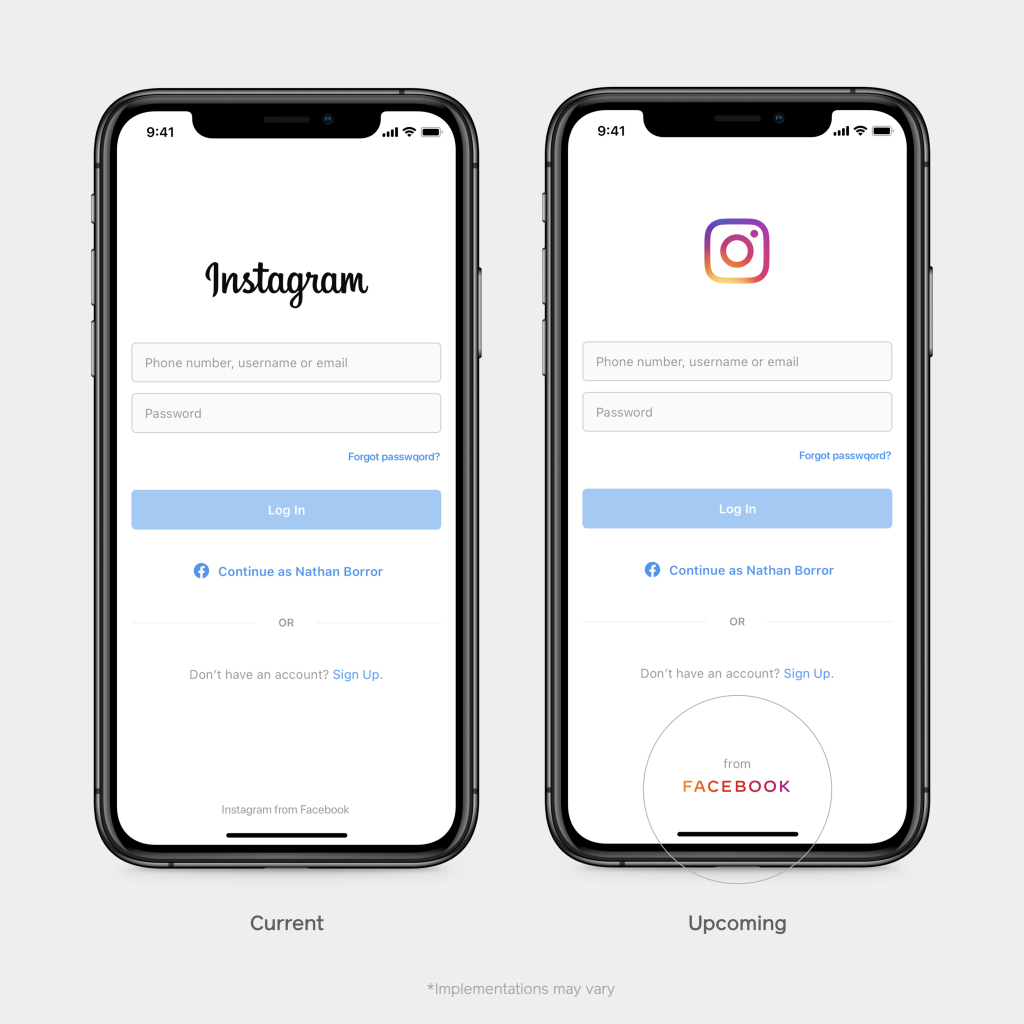 9:41
Instagram
Phone number, username or email
Password
Forgot passwqord?
Log In
Continue as Nathan Borror
OR
Don’t have an account? Sign Up.
Instagram from Facebook
Current
9:41
Phone number, username or email
Password
Forgot passwqord?
Log In
Continue as Nathan Borror
OR
Don’t have an account? Sign Up.
from
FACEBOOK
Upcoming
*Implementations may vary